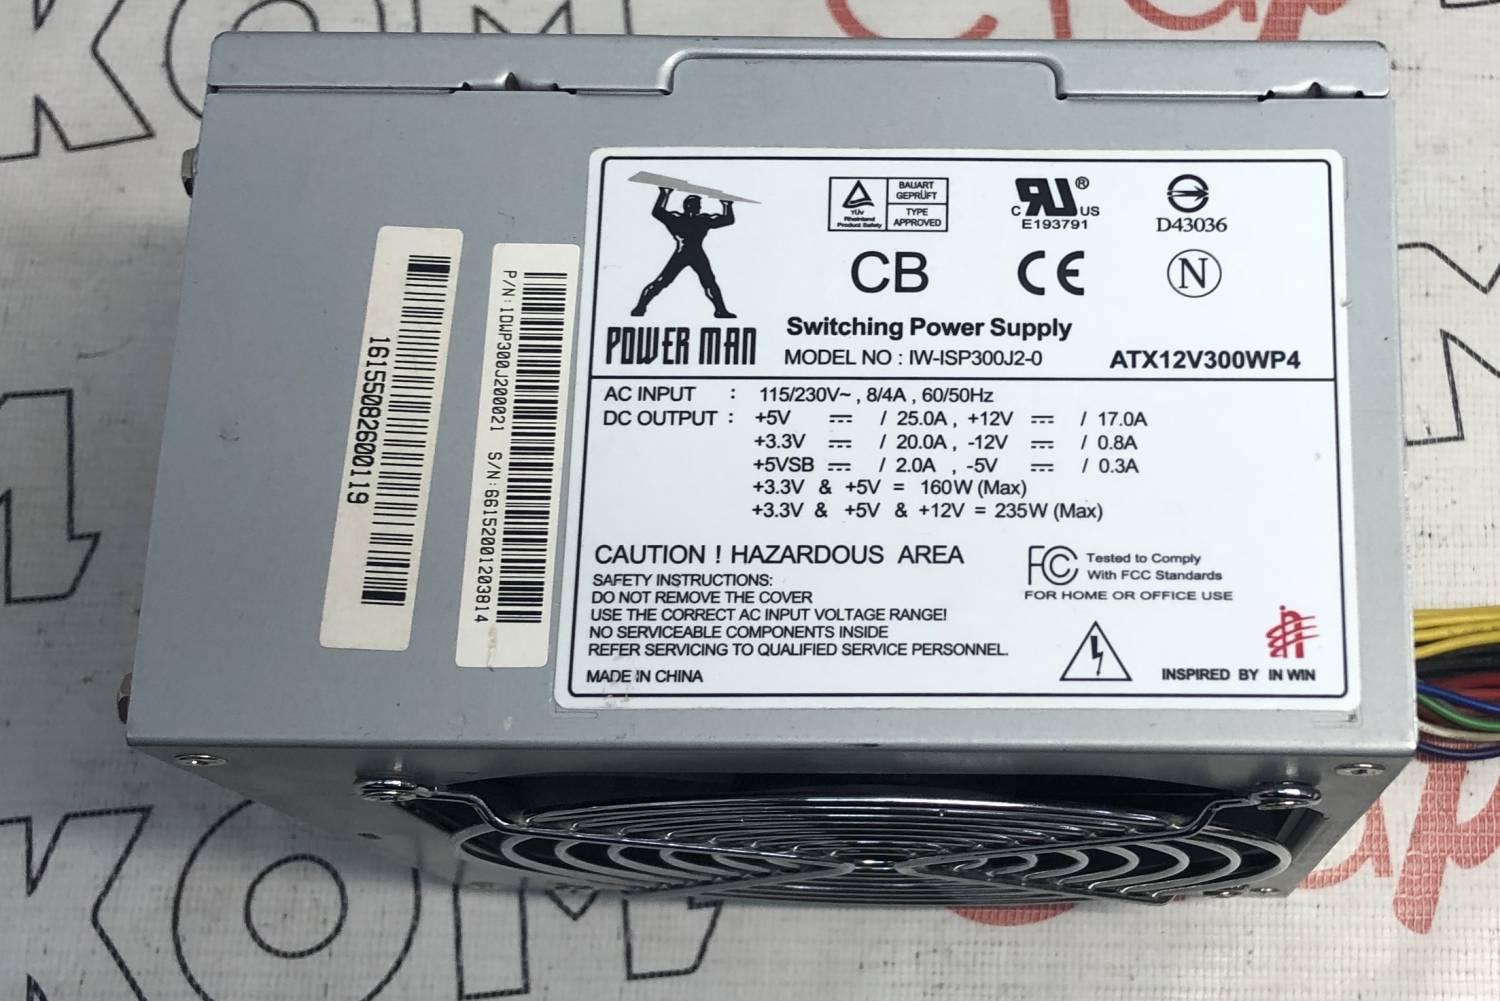 16155082600119
P/N:1DWP300J200021 S/N:66152001203814
POWER MAN
TÜV Rheinland Product Safety
BAUART GEPRÜFT
TYPE APPROVED
C RU US ®
E193791
D43036
CB CE N
Switching Power Supply
MODEL NO : IW-ISP300J2-0 ATX12V300WP4
AC INPUT : 115/230V~ , 8/4A , 60/50Hz
DC OUTPUT : +5V ⎓ / 25.0A , +12V ⎓ / 17.0A
+3.3V ⎓ / 20.0A , -12V ⎓ / 0.8A
+5VSB ⎓ / 2.0A , -5V ⎓ / 0.3A
+3.3V & +5V = 160W (Max)
+3.3V & +5V & +12V = 235W (Max)
CAUTION ! HAZARDOUS AREA
SAFETY INSTRUCTIONS:
DO NOT REMOVE THE COVER
USE THE CORRECT AC INPUT VOLTAGE RANGE!
NO SERVICEABLE COMPONENTS INSIDE
REFER SERVICING TO QUALIFIED SERVICE PERSONNEL.
MADE IN CHINA
FC Tested to Comply
With FCC Standards
FOR HOME OR OFFICE USE
INSPIRED BY IN WIN
КОМ